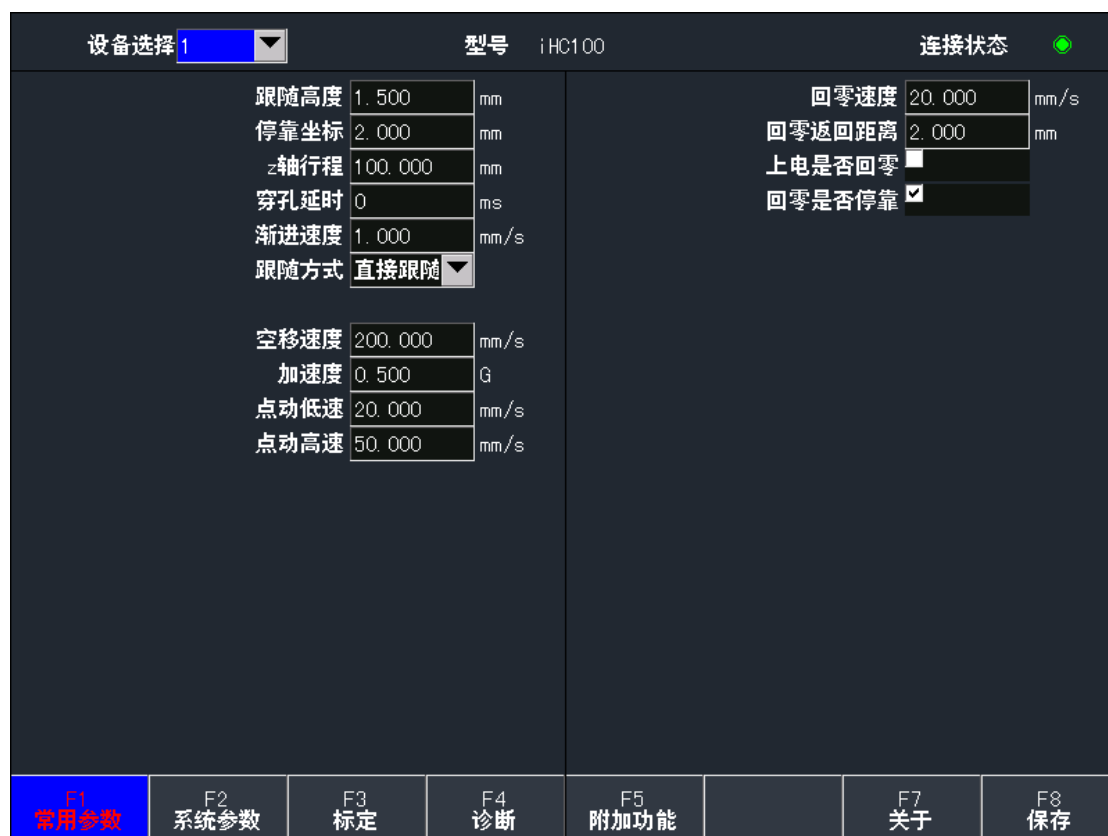 设备选择 1 型号 iHC100 连接状态
跟随高度 1.500 mm
停靠坐标 2.000 mm
z轴行程 100.000 mm
穿孔延时 0 ms
渐进速度 1.000 mm/s
跟随方式 直接跟随
空移速度 200.000 mm/s
加速度 0.500 G
点动低速 20.000 mm/s
点动高速 50.000 mm/s
回零速度 20.000 mm/s
回零返回距离 2.000 mm
上电是否回零
回零是否停靠
F1 F2 F3 F4 F5 F7 F8
常用参数 系统参数 标定 诊断 附加功能 关于 保存